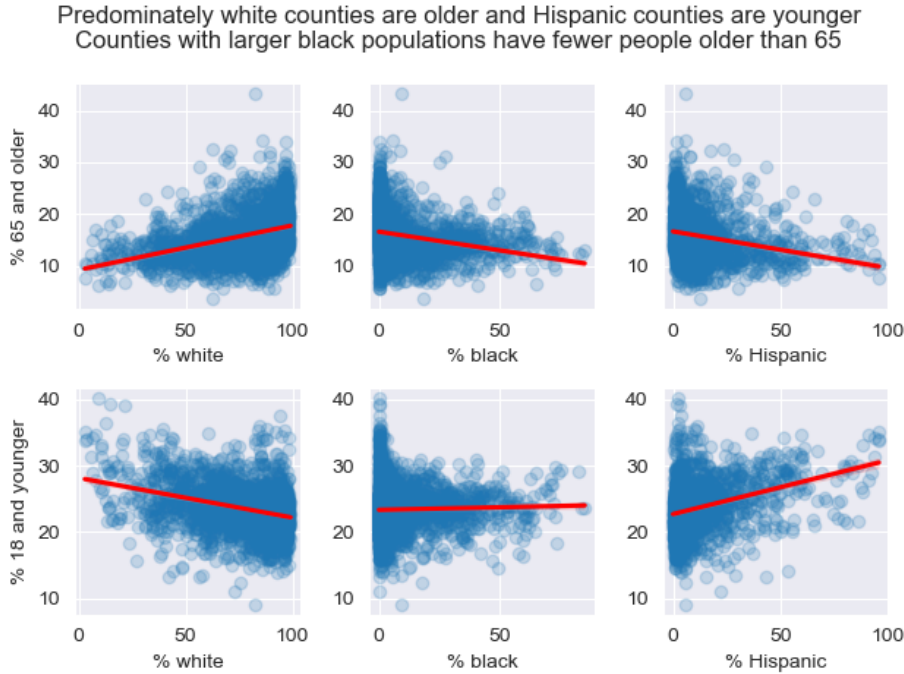 Predominately white counties are older and Hispanic counties are younger
Counties with larger black populations have fewer people older than 65
% 65 and older
40
30
20
10
0 50 100
% white
40
30
20
10
0 50
% black
40
30
20
10
0 50 100
% Hispanic
% 18 and younger
40
30
20
10
0 50 100
% white
40
30
20
10
0 50
% black
40
30
20
10
0 50 100
% Hispanic